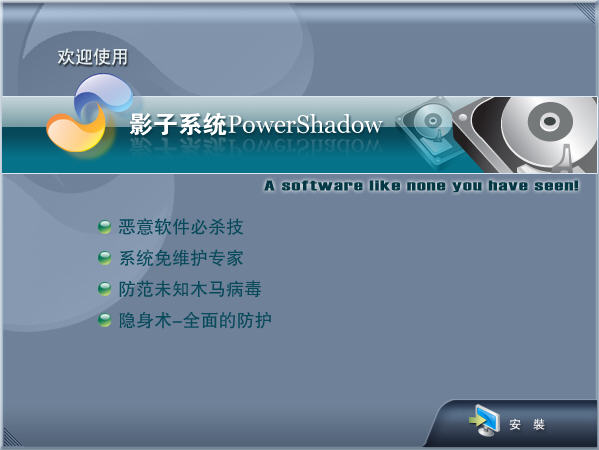 欢迎使用
影子系统PowerShadow
A software like none you have seen!
恶意软件必杀技
系统免维护专家
防范未知木马病毒
隐身术-全面的防护
安 裝